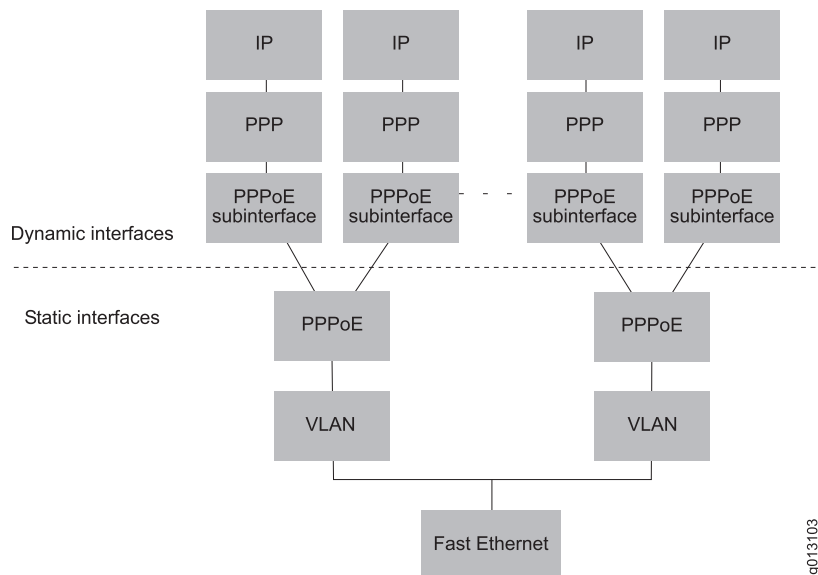 IP
IP
IP
IP
PPP
PPP
PPP
PPP
PPPoE
subinterface
PPPoE
subinterface
PPPoE
subinterface
PPPoE
subinterface
Dynamic interfaces
Static interfaces
PPPoE
PPPoE
VLAN
VLAN
Fast Ethernet
g013103